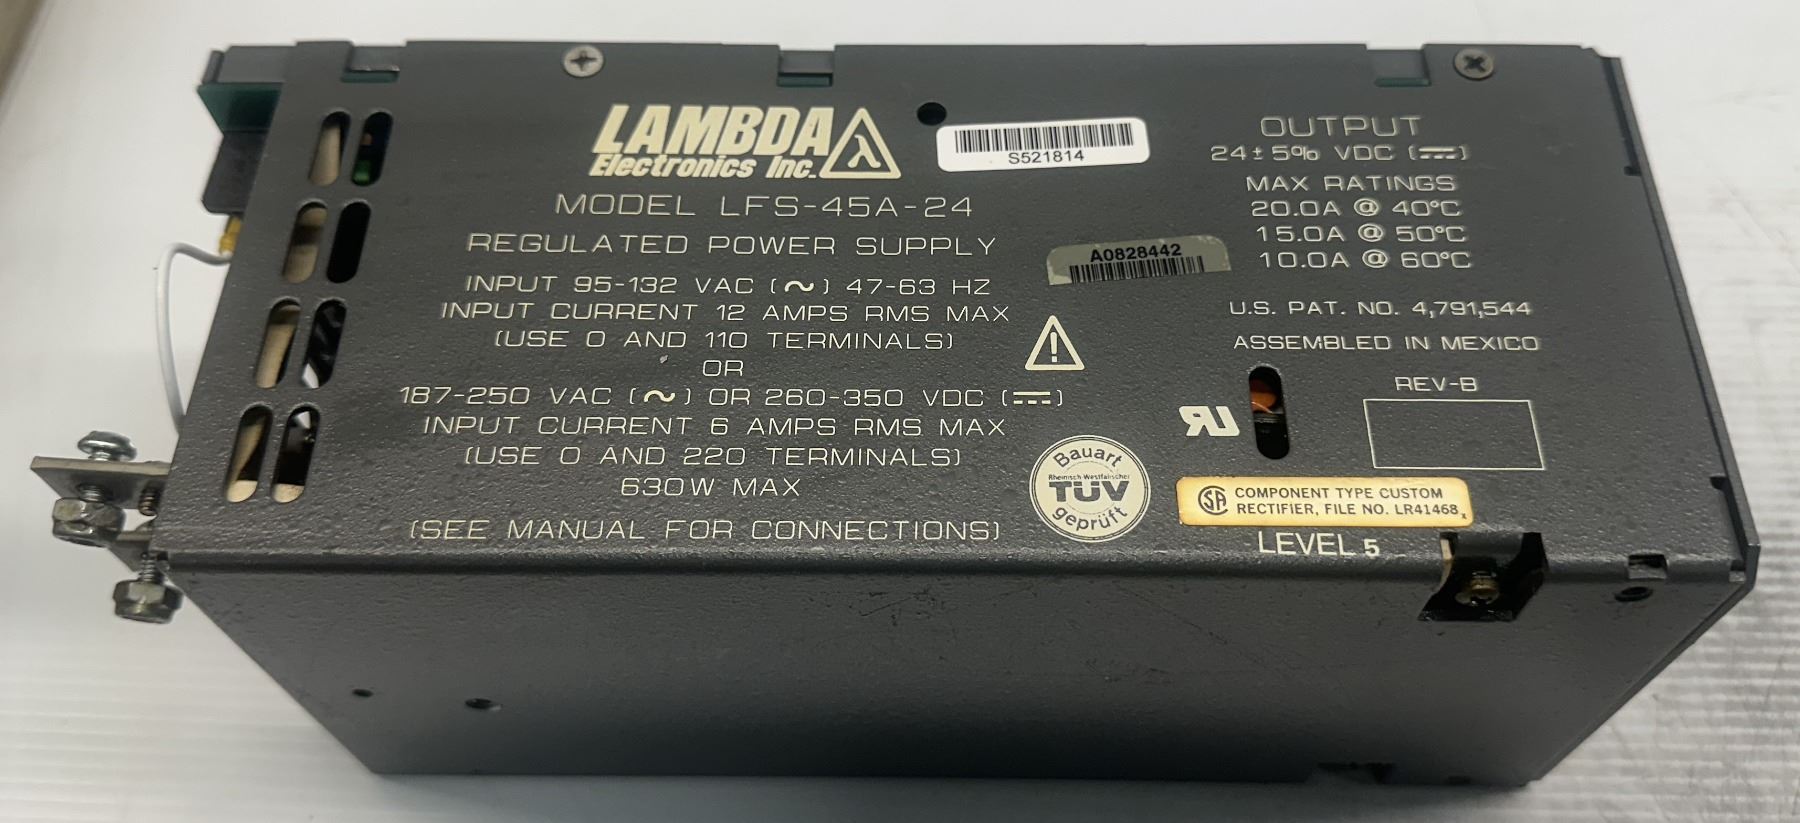 LAMBDA
Electronics Inc. λ
MODEL LFS-45A-24
REGULATED POWER SUPPLY
INPUT 95-132 VAC (~) 47-63 HZ
INPUT CURRENT 12 AMPS RMS MAX
(USE 0 AND 110 TERMINALS)
OR
187-250 VAC (~) OR 260-350 VDC (⎓)
INPUT CURRENT 6 AMPS RMS MAX
(USE 0 AND 220 TERMINALS)
630W MAX
(SEE MANUAL FOR CONNECTIONS)
S521814
A0828442
!
Bauart
Rheinisch-Westfälischer
TÜV
geprüft
OUTPUT
24±5% VDC (⎓)
MAX RATINGS
20.0A @ 40°C
15.0A @ 50°C
10.0A @ 60°C
U.S. PAT. NO. 4,791,544
ASSEMBLED IN MEXICO
REV-B
RU
SA COMPONENT TYPE CUSTOM
RECTIFIER, FILE NO. LR41468
LEVEL 5